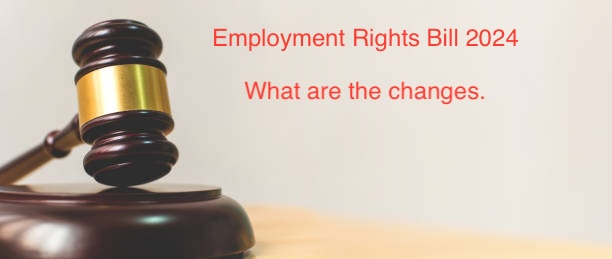 Employment Rights Bill 2024
What are the changes.